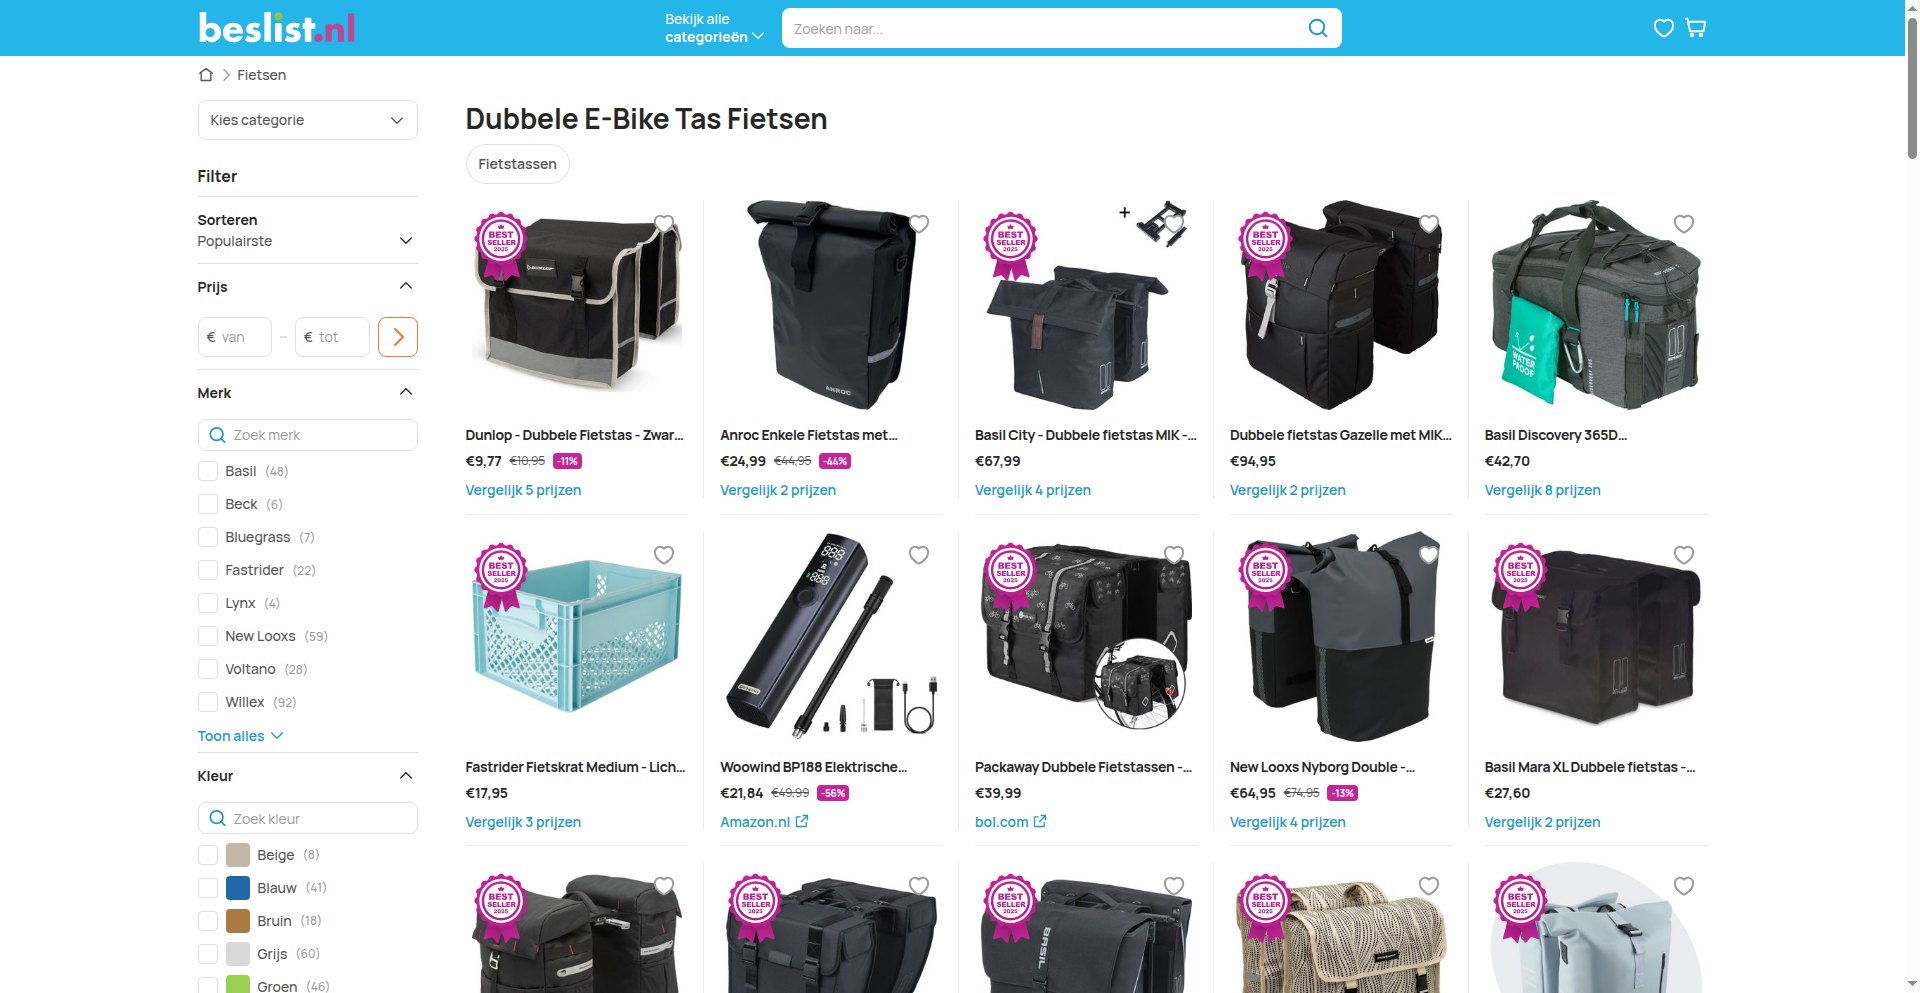 beslist.nl
Bekijk alle
categorieën
Zoeken naar...
Fietsen
Kies categorie
Dubbele E-Bike Tas Fietsen
Fietstassen
Filter
Sorteren
Populairste
Prijs
€ van – € tot
Merk
Zoek merk
Basil (48)
Beck (6)
Bluegrass (7)
Fastrider (22)
Lynx (4)
New Looxs (59)
Voltano (28)
Willex (92)
Toon alles
Kleur
Zoek kleur
Beige (8)
Blauw (41)
Bruin (18)
Grijs (60)
Groen (46)
BEST
SELLER
2025
DUNLOP
Dunlop - Dubbele Fietstas - Zwar...
€9,77 €10,95 -11%
Vergelijk 5 prijzen
ANROC
Anroc Enkele Fietstas met...
€24,99 €44,95 -44%
Vergelijk 2 prijzen
BEST
SELLER
2025
+
Basil City - Dubbele fietstas MIK -...
€67,99
Vergelijk 4 prijzen
BEST
SELLER
2025
Dubbele fietstas Gazelle met MIK...
€94,95
Vergelijk 2 prijzen
WATER
PROOF
Basil Discovery 365D...
€42,70
Vergelijk 8 prijzen
BEST
SELLER
2025
Fastrider Fietskrat Medium - Lich...
€17,95
Vergelijk 3 prijzen
888
888
Woowind BP188 Elektrische...
€21,84 €49,99 -56%
Amazon.nl
BEST
SELLER
2025
Packaway Dubbele Fietstassen -...
€39,99
bol.com
BEST
SELLER
2025
New Looxs Nyborg Double -...
€64,95 €74,95 -13%
Vergelijk 4 prijzen
BEST
SELLER
2025
Basil Mara XL Dubbele fietstas -...
€27,60
Vergelijk 2 prijzen
BEST
SELLER
2025
BEST
SELLER
2025
BEST
SELLER
2025
BASIL
BEST
SELLER
2025
BEST
SELLER
2025